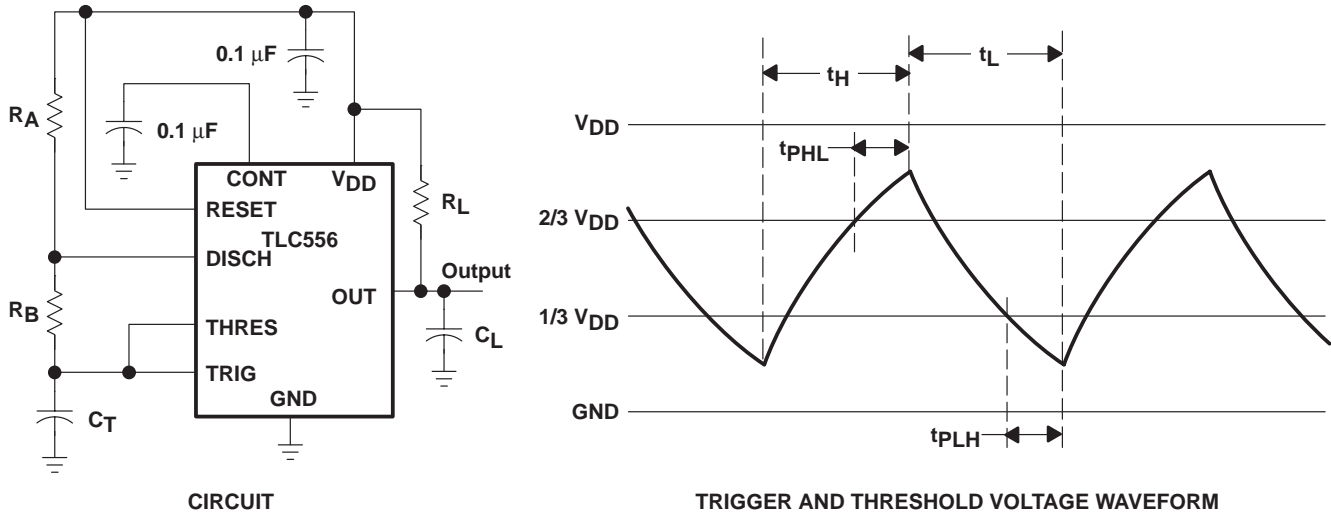 0.1 μF
0.1 μF
RA
CONT
VDD
RL
RESET
TLC556
DISCH
Output
OUT
RB
THRES
CL
TRIG
GND
CT
CIRCUIT
tH
tL
VDD
tPHL
2/3 VDD
1/3 VDD
GND
tPLH
TRIGGER AND THRESHOLD VOLTAGE WAVEFORM